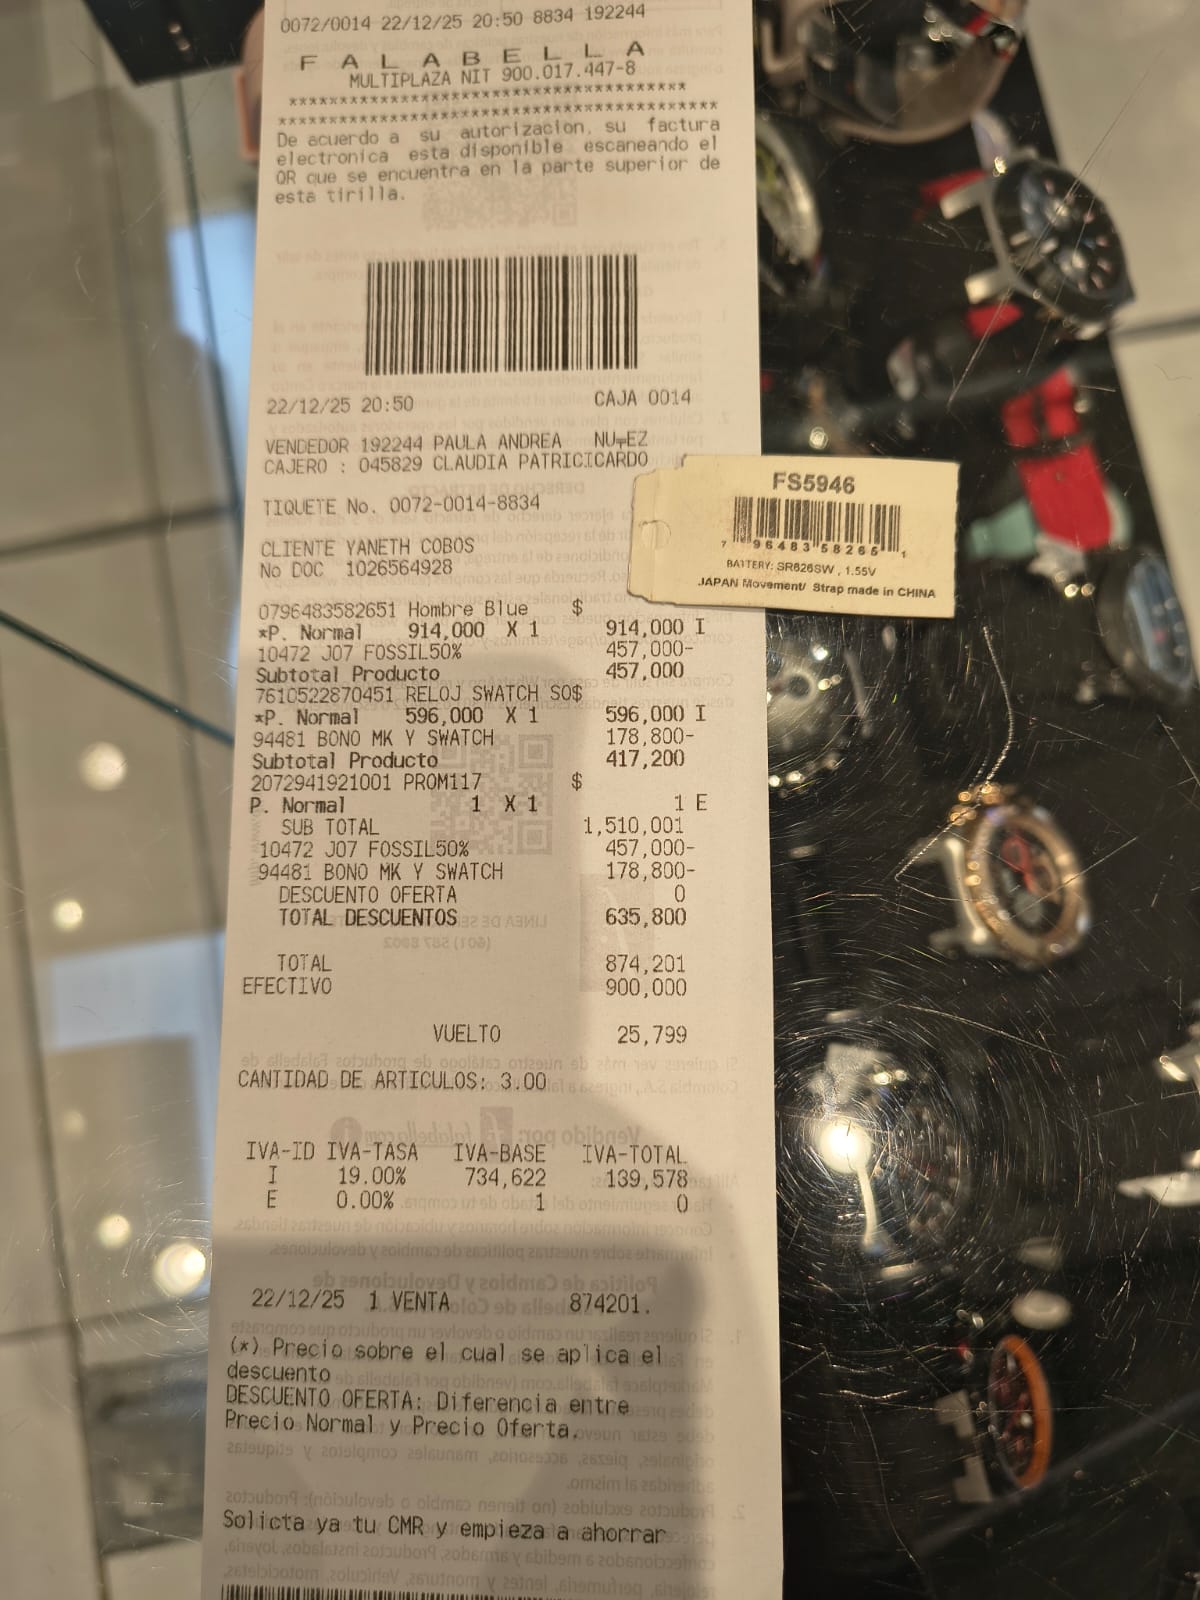 0072/0014 22/12/25 20:50 8834 192244
F A L A B E L L A
MULTIPLAZA NIT 900.017.447-8
****************************************
********************************************
De acuerdo a su autorizacion, su factura
electronica esta disponible escaneando el
QR que se encuentra en la parte superior de
esta tirilla.
22/12/25 20:50 CAJA 0014
VENDEDOR 192244 PAULA ANDREA NU╤EZ
CAJERO : 045829 CLAUDIA PATRICICARDO
TIQUETE No. 0072-0014-8834
CLIENTE YANETH COBOS
No DOC 1026564928
0796483582651 Hombre Blue $
*P. Normal 914,000 X 1 914,000 I
10472 J07 FOSSIL50% 457,000-
Subtotal Producto 457,000
7610522870451 RELOJ SWATCH SO$
*P. Normal 596,000 X 1 596,000 I
94481 BONO MK Y SWATCH 178,800-
Subtotal Producto 417,200
2072941921001 PROM117 $
P. Normal 1 X 1 1 E
SUB TOTAL 1,510,001
10472 J07 FOSSIL50% 457,000-
94481 BONO MK Y SWATCH 178,800-
DESCUENTO OFERTA 0
TOTAL DESCUENTOS 635,800
TOTAL 874,201
EFECTIVO 900,000
VUELTO 25,799
CANTIDAD DE ARTICULOS: 3.00
IVA-ID IVA-TASA IVA-BASE IVA-TOTAL
I 19.00% 734,622 139,578
E 0.00% 1 0
22/12/25 1 VENTA 874201.
(*) Precio sobre el cual se aplica el
descuento
DESCUENTO OFERTA: Diferencia entre
Precio Normal y Precio Oferta.
Solicta ya tu CMR y empieza a ahorrar
FS5946
7 96483 58265 1
BATTERY: SR626SW , 1.55V
JAPAN Movement/ Strap made in CHINA